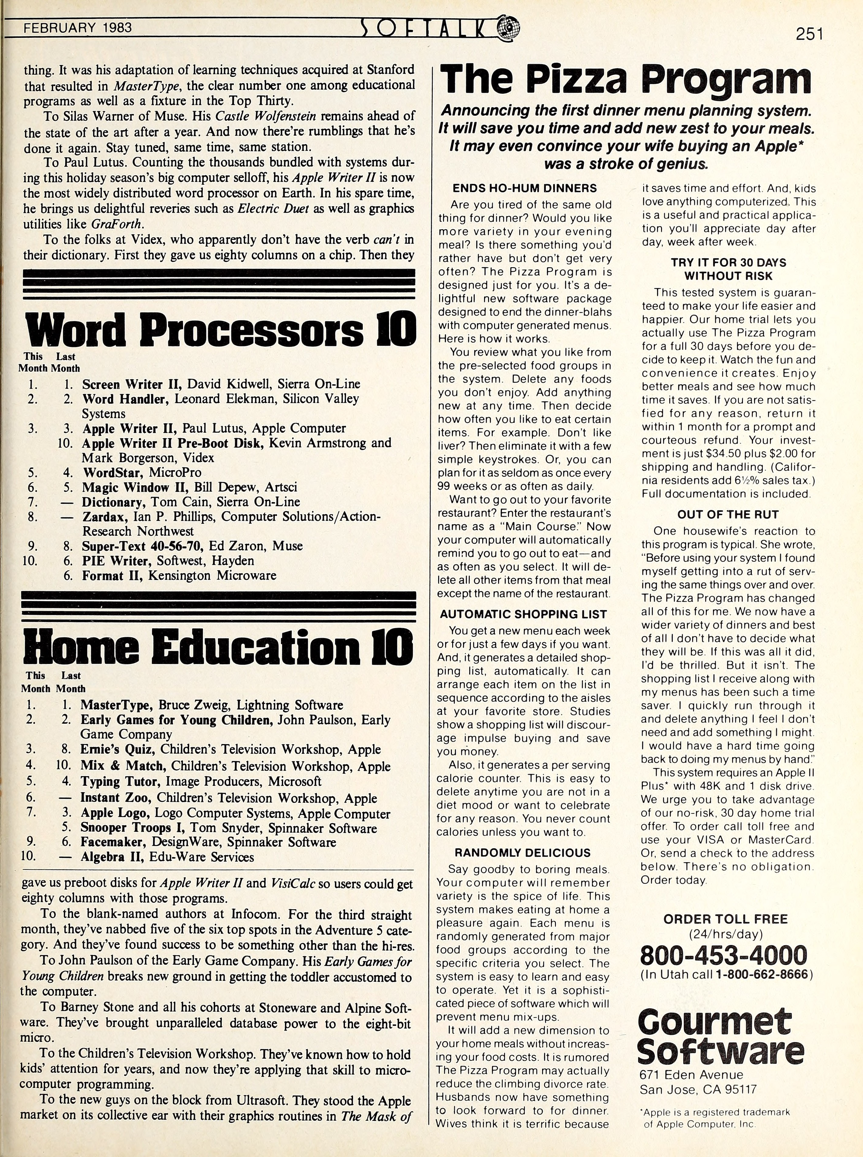 FEBRUARY 1983
SOFTALK
251
thing. It was his adaptation of learning techniques acquired at Stanford
that resulted in MasterType, the clear number one among educational
programs as well as a fixture in the Top Thirty.
To Silas Warner of Muse. His Castle Wolfenstein remains ahead of
the state of the art after a year. And now there're rumblings that he's
done it again. Stay tuned, same time, same station.
To Paul Lutus. Counting the thousands bundled with systems dur-
ing this holiday season's big computer selloff, his Apple Writer II is now
the most widely distributed word processor on Earth. In his spare time,
he brings us delightful reveries such as Electric Duet as well as graphics
utilities like GraForth.
To the folks at Videx, who apparently don't have the verb can't in
their dictionary. First they gave us eighty columns on a chip. Then they
Word Processors 10
This Last
Month Month
1. 1. Screen Writer II, David Kidwell, Sierra On-Line
2. 2. Word Handler, Leonard Elekman, Silicon Valley
Systems
3. 3. Apple Writer II, Paul Lutus, Apple Computer
10. Apple Writer II Pre-Boot Disk, Kevin Armstrong and
Mark Borgerson, Videx
5. 4. WordStar, MicroPro
6. 5. Magic Window II, Bill Depew, Artsci
7. — Dictionary, Tom Cain, Sierra On-Line
8. — Zardax, Ian P. Phillips, Computer Solutions/Action-
Research Northwest
9. 8. Super-Text 40-56-70, Ed Zaron, Muse
10. 6. PIE Writer, Softwest, Hayden
6. Format II, Kensington Microware
Home Education 10
This Last
Month Month
1. 1. MasterType, Bruce Zweig, Lightning Software
2. 2. Early Games for Young Children, John Paulson, Early
Game Company
3. 8. Ernie's Quiz, Children's Television Workshop, Apple
4. 10. Mix & Match, Children's Television Workshop, Apple
5. 4. Typing Tutor, Image Producers, Microsoft
6. — Instant Zoo, Children's Television Workshop, Apple
7. 3. Apple Logo, Logo Computer Systems, Apple Computer
5. Snooper Troops I, Tom Snyder, Spinnaker Software
9. 6. Facemaker, DesignWare, Spinnaker Software
10. — Algebra II, Edu-Ware Services
gave us preboot disks for Apple Writer II and VisiCalc so users could get
eighty columns with those programs.
To the blank-named authors at Infocom. For the third straight
month, they've nabbed five of the six top spots in the Adventure 5 cate-
gory. And they've found success to be something other than the hi-res.
To John Paulson of the Early Game Company. His Early Games for
Young Children breaks new ground in getting the toddler accustomed to
the computer.
To Barney Stone and all his cohorts at Stoneware and Alpine Soft-
ware. They've brought unparalleled database power to the eight-bit
micro.
To the Children's Television Workshop. They've known how to hold
kids' attention for years, and now they're applying that skill to micro-
computer programming.
To the new guys on the block from Ultrasoft. They stood the Apple
market on its collective ear with their graphics routines in The Mask of
The Pizza Program
Announcing the first dinner menu planning system.
It will save you time and add new zest to your meals.
It may even convince your wife buying an Apple*
was a stroke of genius.
ENDS HO-HUM DINNERS
Are you tired of the same old
thing for dinner? Would you like
more variety in your evening
meal? Is there something you'd
rather have but don't get very
often? The Pizza Program is
designed just for you. It's a de-
lightful new software package
designed to end the dinner-blahs
with computer generated menus.
Here is how it works.
You review what you like from
the pre-selected food groups in
the system. Delete any foods
you don't enjoy. Add anything
new at any time. Then decide
how often you like to eat certain
items. For example. Don't like
liver? Then eliminate it with a few
simple keystrokes. Or, you can
plan for it as seldom as once every
99 weeks or as often as daily.
Want to go out to your favorite
restaurant? Enter the restaurant's
name as a "Main Course." Now
your computer will automatically
remind you to go out to eat—and
as often as you select. It will de-
lete all other items from that meal
except the name of the restaurant.
AUTOMATIC SHOPPING LIST
You get a new menu each week
or for just a few days if you want.
And, it generates a detailed shop-
ping list, automatically. It can
arrange each item on the list in
sequence according to the aisles
at your favorite store. Studies
show a shopping list will discour-
age impulse buying and save
you money.
Also, it generates a per serving
calorie counter. This is easy to
delete anytime you are not in a
diet mood or want to celebrate
for any reason. You never count
calories unless you want to.
RANDOMLY DELICIOUS
Say goodby to boring meals.
Your computer will remember
variety is the spice of life. This
system makes eating at home a
pleasure again. Each menu is
randomly generated from major
food groups according to the
specific criteria you select. The
system is easy to learn and easy
to operate. Yet it is a sophisti-
cated piece of software which will
prevent menu mix-ups.
It will add a new dimension to
your home meals without increas-
ing your food costs. It is rumored
The Pizza Program may actually
reduce the climbing divorce rate.
Husbands now have something
to look forward to for dinner.
Wives think it is terrific because
it saves time and effort. And, kids
love anything computerized. This
is a useful and practical applica-
tion you'll appreciate day after
day, week after week.
TRY IT FOR 30 DAYS
WITHOUT RISK
This tested system is guaran-
teed to make your life easier and
happier. Our home trial lets you
actually use The Pizza Program
for a full 30 days before you de-
cide to keep it. Watch the fun and
convenience it creates. Enjoy
better meals and see how much
time it saves. If you are not satis-
fied for any reason, return it
within 1 month for a prompt and
courteous refund. Your invest-
ment is just $34.50 plus $2.00 for
shipping and handling. (Califor-
nia residents add 6½% sales tax.)
Full documentation is included.
OUT OF THE RUT
One housewife's reaction to
this program is typical. She wrote,
"Before using your system I found
myself getting into a rut of serv-
ing the same things over and over.
The Pizza Program has changed
all of this for me. We now have a
wider variety of dinners and best
of all I don't have to decide what
they will be. If this was all it did,
I'd be thrilled. But it isn't. The
shopping list I receive along with
my menus has been such a time
saver. I quickly run through it
and delete anything I feel I don't
need and add something I might.
I would have a hard time going
back to doing my menus by hand."
This system requires an Apple II
Plus* with 48K and 1 disk drive.
We urge you to take advantage
of our no-risk, 30 day home trial
offer. To order call toll free and
use your VISA or MasterCard.
Or, send a check to the address
below. There's no obligation.
Order today.
ORDER TOLL FREE
(24/hrs/day)
800-453-4000
(In Utah call 1-800-662-8666)
Gourmet
Software
671 Eden Avenue
San Jose, CA 95117
*Apple is a registered trademark
of Apple Computer, Inc.